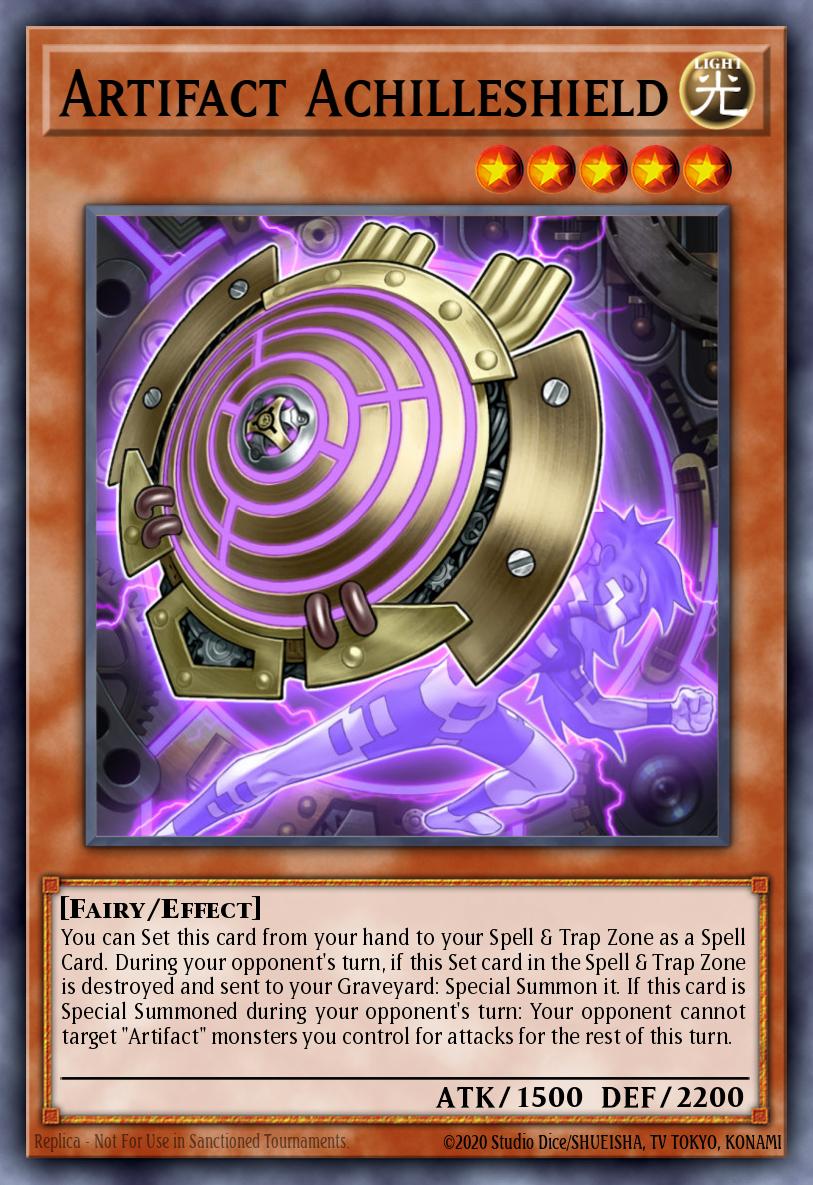 Artifact Achilleshield
LIGHT
光
[Fairy/Effect]
You can Set this card from your hand to your Spell & Trap Zone as a Spell
Card. During your opponent's turn, if this Set card in the Spell & Trap Zone
is destroyed and sent to your Graveyard: Special Summon it. If this card is
Special Summoned during your opponent's turn: Your opponent cannot
target "Artifact" monsters you control for attacks for the rest of this turn.
ATK/1500 DEF/2200
Replica - Not For Use in Sanctioned Tournaments.
©2020 Studio Dice/SHUEISHA, TV TOKYO, KONAMI